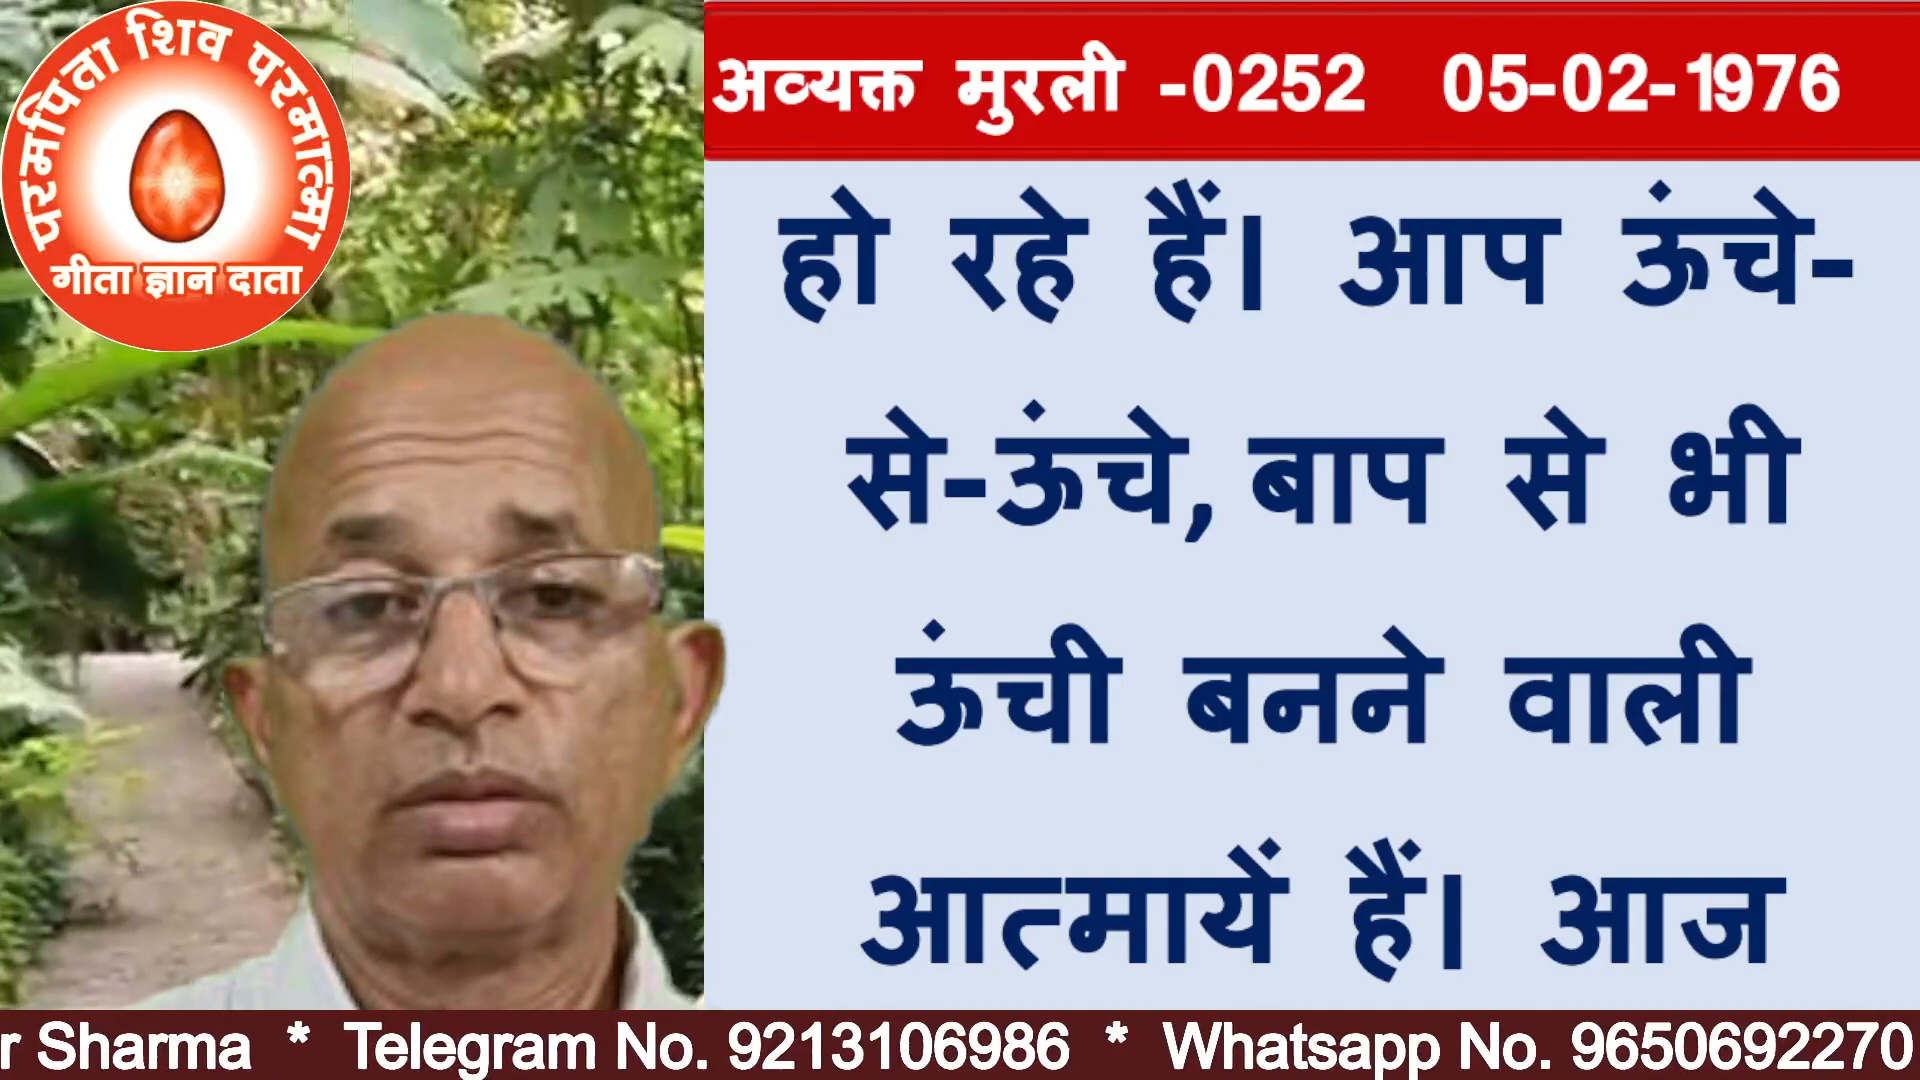 परमपिता शिव परमात्मा
गीता ज्ञान दाता
अव्यक्त मुरली -0252 05-02-1976
हो रहे हैं। आप ऊंचे-
से-ऊंचे, बाप से भी
ऊंची बनने वाली
आत्मायें हैं। आज
r Sharma * Telegram No. 9213106986 * Whatsapp No. 9650692270